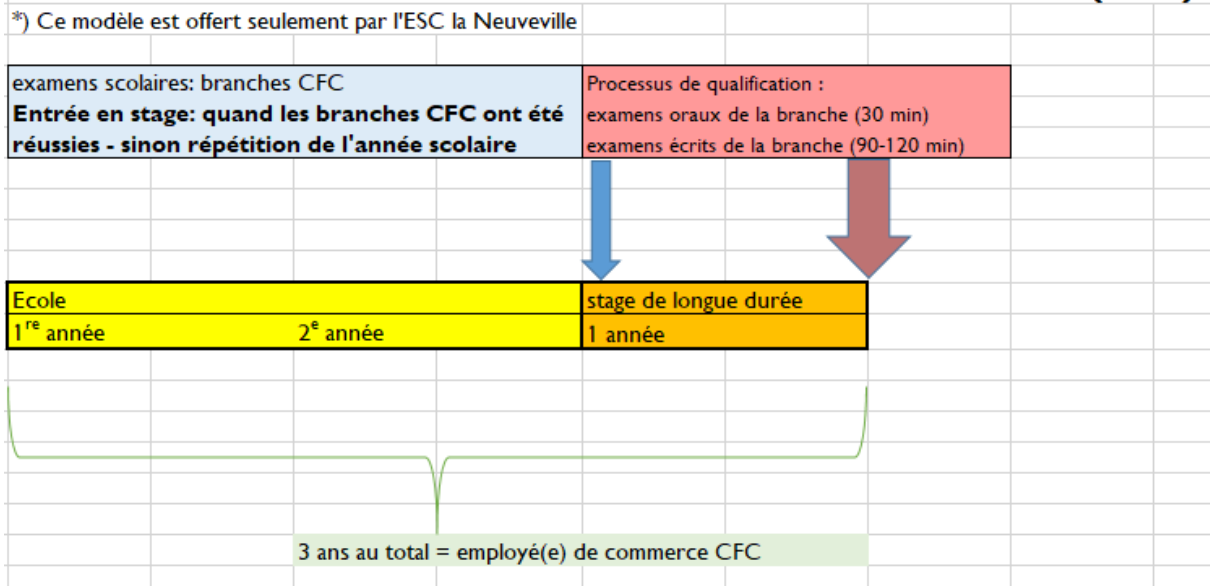 *) Ce modèle est offert seulement par l'ESC la Neuveville
examens scolaires: branches CFC
Entrée en stage: quand les branches CFC ont été
réussies - sinon répétition de l'année scolaire
Processus de qualification :
examens oraux de la branche (30 min)
examens écrits de la branche (90-120 min)
Ecole
stage de longue durée
1re année
2e année
1 année
3 ans au total = employé(e) de commerce CFC